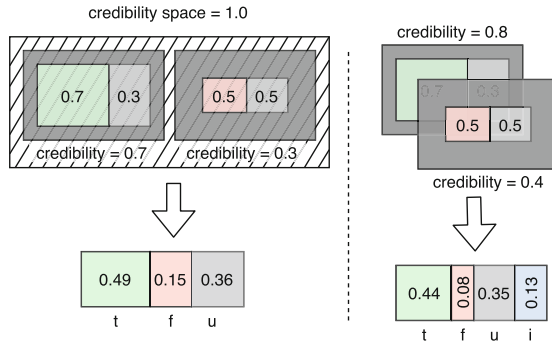 credibility space = 1.0
0.7 0.3 0.5 0.5
credibility = 0.7 credibility = 0.3
0.49 0.15 0.36
t f u
credibility = 0.8
0.7 0.3
0.5 0.5
credibility = 0.4
0.44 0.08 0.35 0.13
t f u i